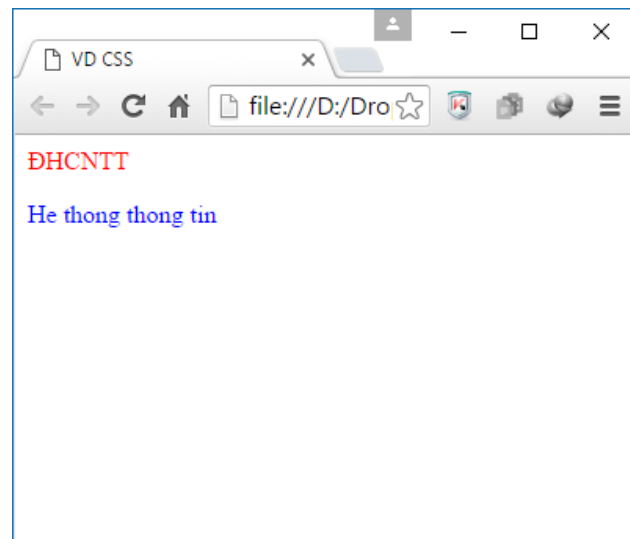 VD CSS
file:///D:/Dro
ĐHCNTT
He thong thong tin